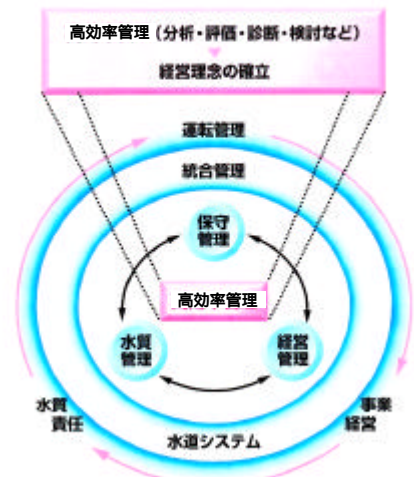 高効率管理（分析・評価・診断・検討など）
経営理念の確立
運転管理
統合管理
保守
管理
高効率管理
水質
管理
経営
管理
水質
責任
事業
経営
水道システム